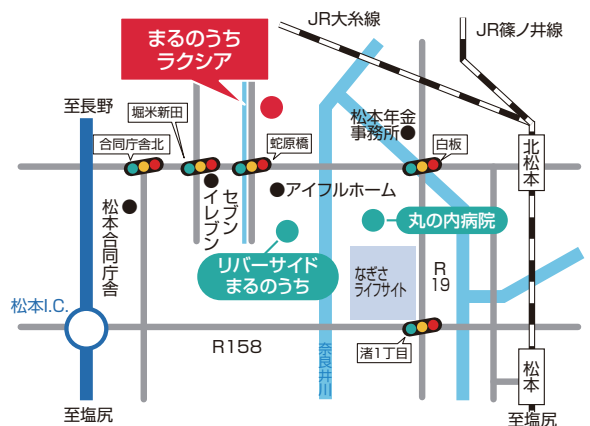 JR大糸線
JR篠ノ井線
まるのうち
ラクシア
至長野
堀米新田
合同庁舎北
蛇原橋
松本年金
事務所
白板
北松本
アイフルホーム
セブン
イレブン
松本合同庁舎
丸の内病院
リバーサイド
まるのうち
なぎさ
ライフサイト
R
19
松本I.C.
R158
奈良井川
渚1丁目
松本
至塩尻
至塩尻